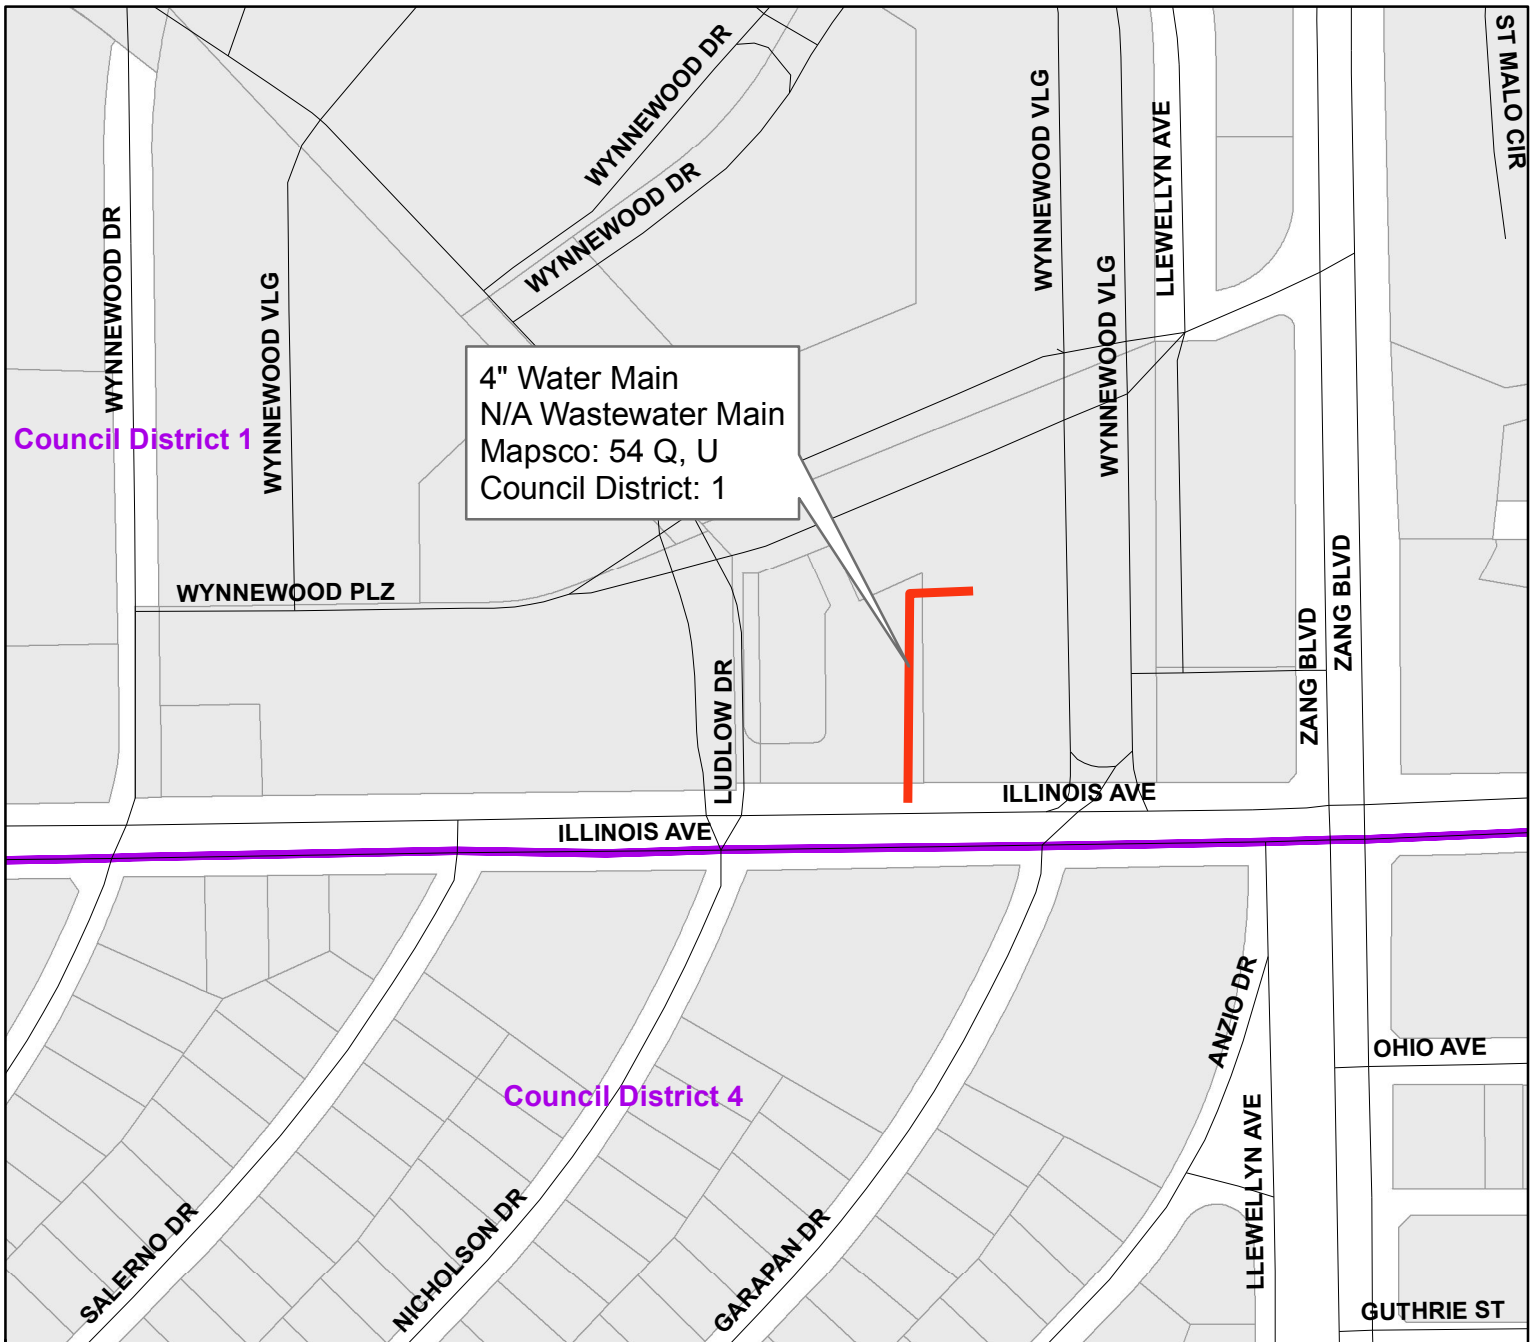 WYNNEWOOD DR
WYNNEWOOD DR
WYNNEWOOD VLG
LLEWELLYN AVE
ST MALO CIR
WYNNEWOOD DR
WYNNEWOOD VLG
WYNNEWOOD VLG
4" Water Main
N/A Wastewater Main
Mapsco: 54 Q, U
Council District: 1
Council District 1
WYNNEWOOD PLZ
ZANG BLVD
ZANG BLVD
LUDLOW DR
ILLINOIS AVE
ILLINOIS AVE
ANZIO DR
OHIO AVE
Council District 4
LLEWELLYN AVE
SALERNO DR
NICHOLSON DR
GARAPAN DR
GUTHRIE ST